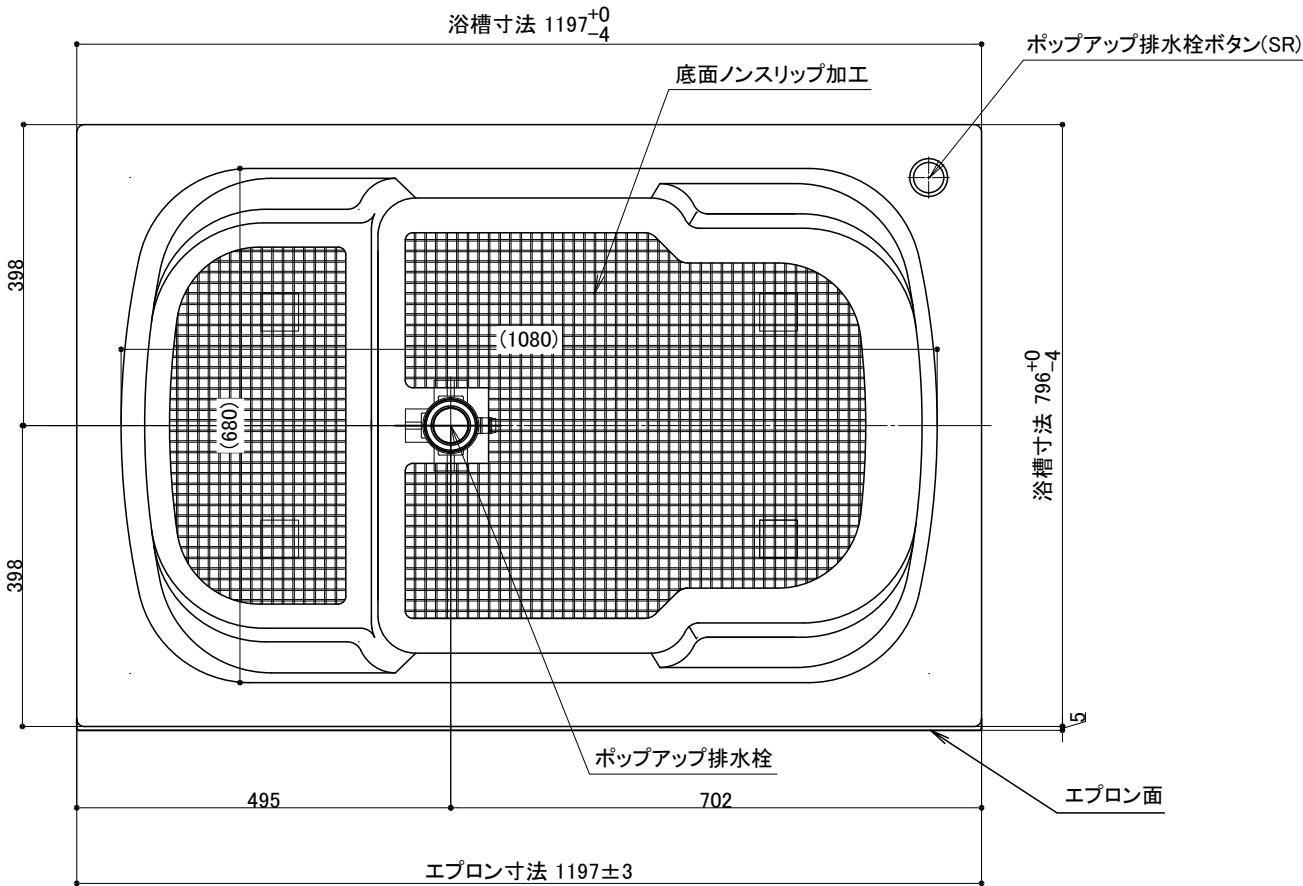 浴槽寸法 1197+0-4
ポップアップ排水栓ボタン(SR)
底面ノンスリップ加工
398
(1080)
浴槽寸法 796+0-4
(680)
398
5
ポップアップ排水栓
495
702
エプロン面
エプロン寸法 1197±3